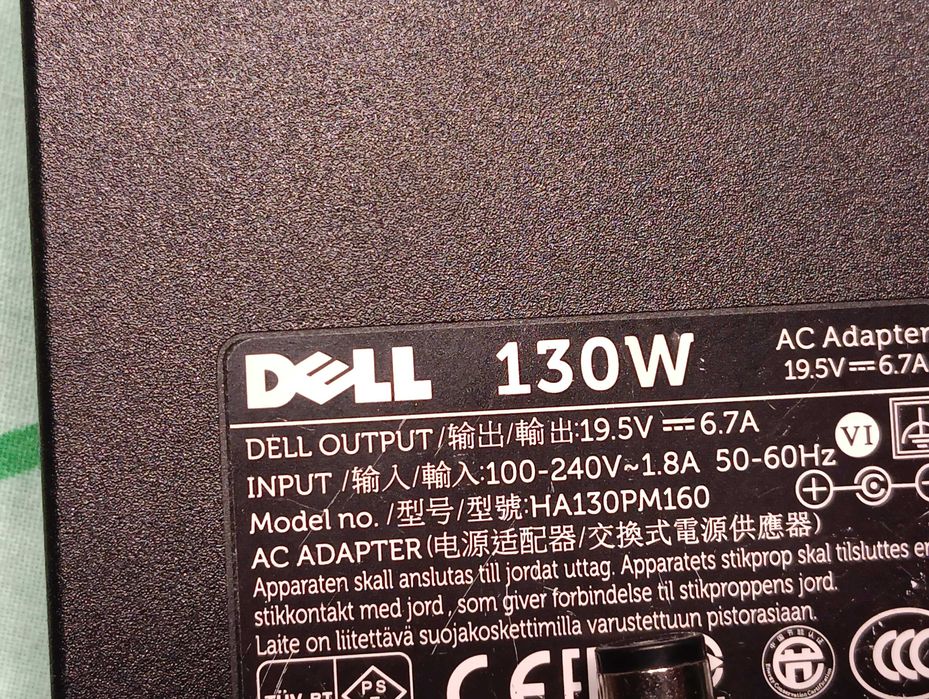 DELL 130W AC Adapter
19.5V⎓6.7A
DELL OUTPUT/输出/輸出:19.5V ⎓ 6.7A
VI
INPUT /输入/輸入:100-240V~1.8A 50-60Hz
Model no. /型号/型號:HA130PM160
AC ADAPTER(电源适配器/交換式電源供應器)
Apparaten skall anslutas till jordat uttag. Apparatets stikprop skal tilsluttes en
stikkontakt med jord, som giver forbindelse til stikproppens jord.
Laite on liitettävä suojakoskettimilla varustettuun pistorasiaan.
PS
CE
CCC